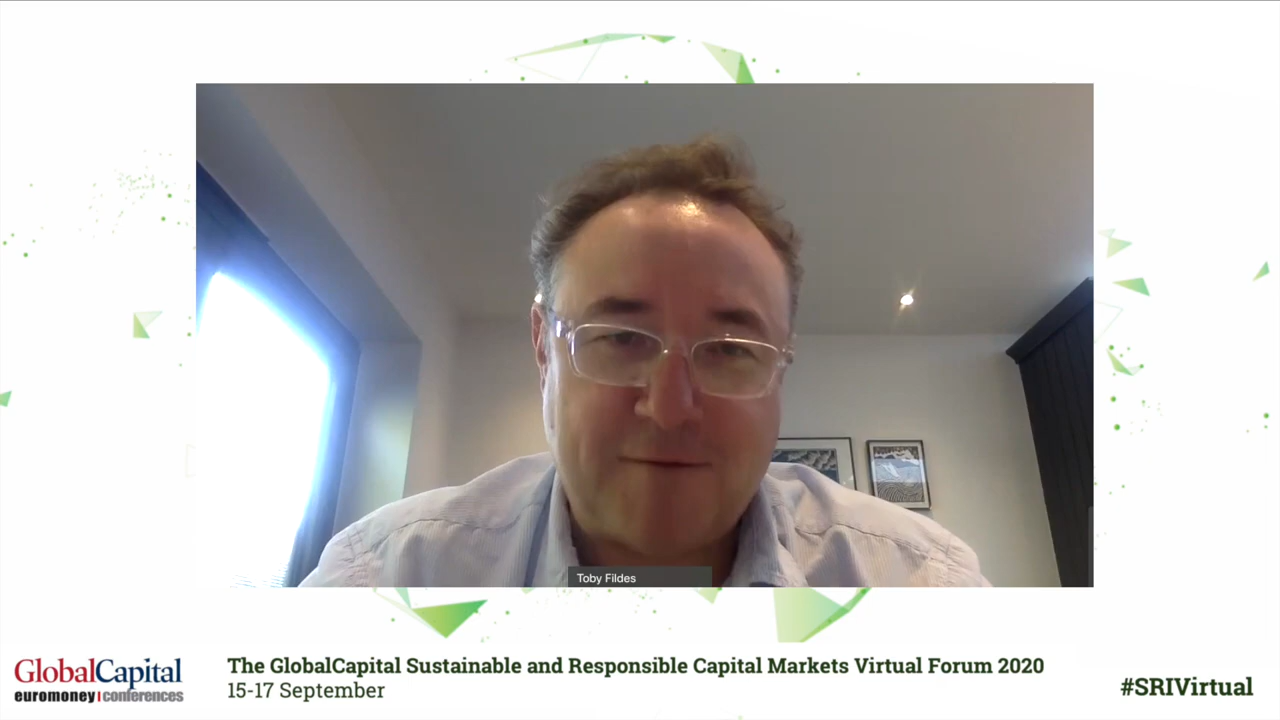 Toby Fildes
GlobalCapital
euromoney conferences
The GlobalCapital Sustainable and Responsible Capital Markets Virtual Forum 2020
15-17 September
#SRIVirtual